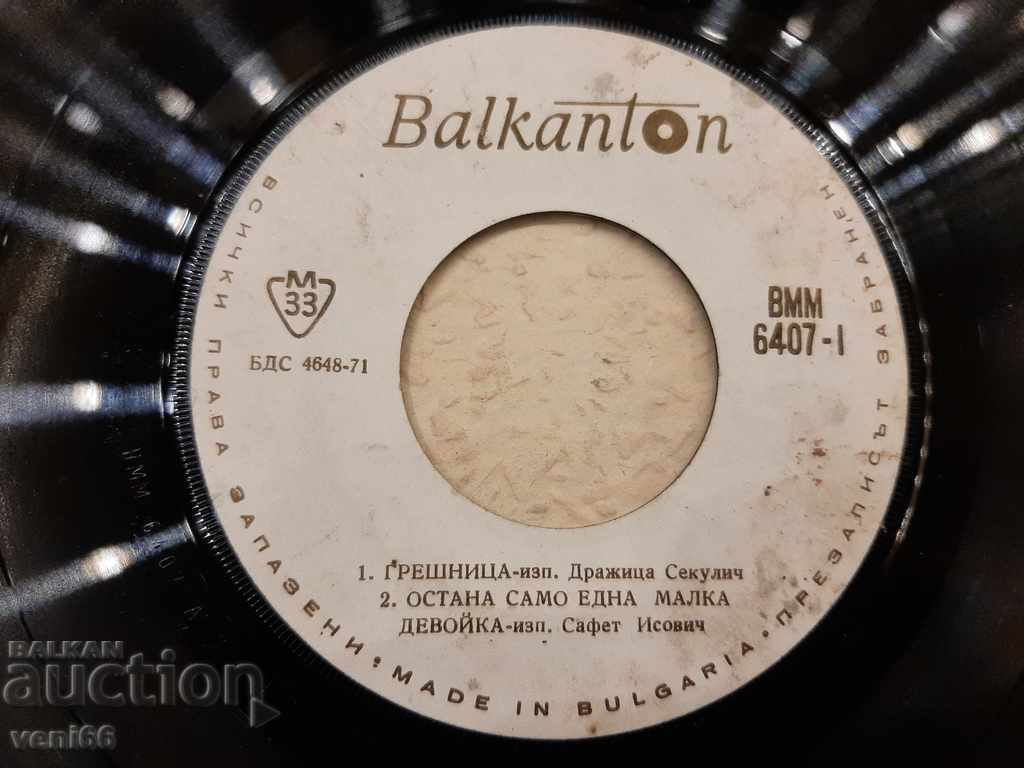 Balkanton
M
33
БДС 4648-71
ВММ
6407-I
1. ГРЕШНИЦА-изп. Дражица Секулич
2. ОСТАНА САМО ЕДНА МАЛКА
ДЕВОЙКА-изп. Сафет Исович
ВСИЧКИ ПРАВА ЗАПАЗЕНИ • MADE IN BULGARIA • ПРЕЗАПИСЪТ ЗАБРАНЕН
BALKAN
auction
veni66